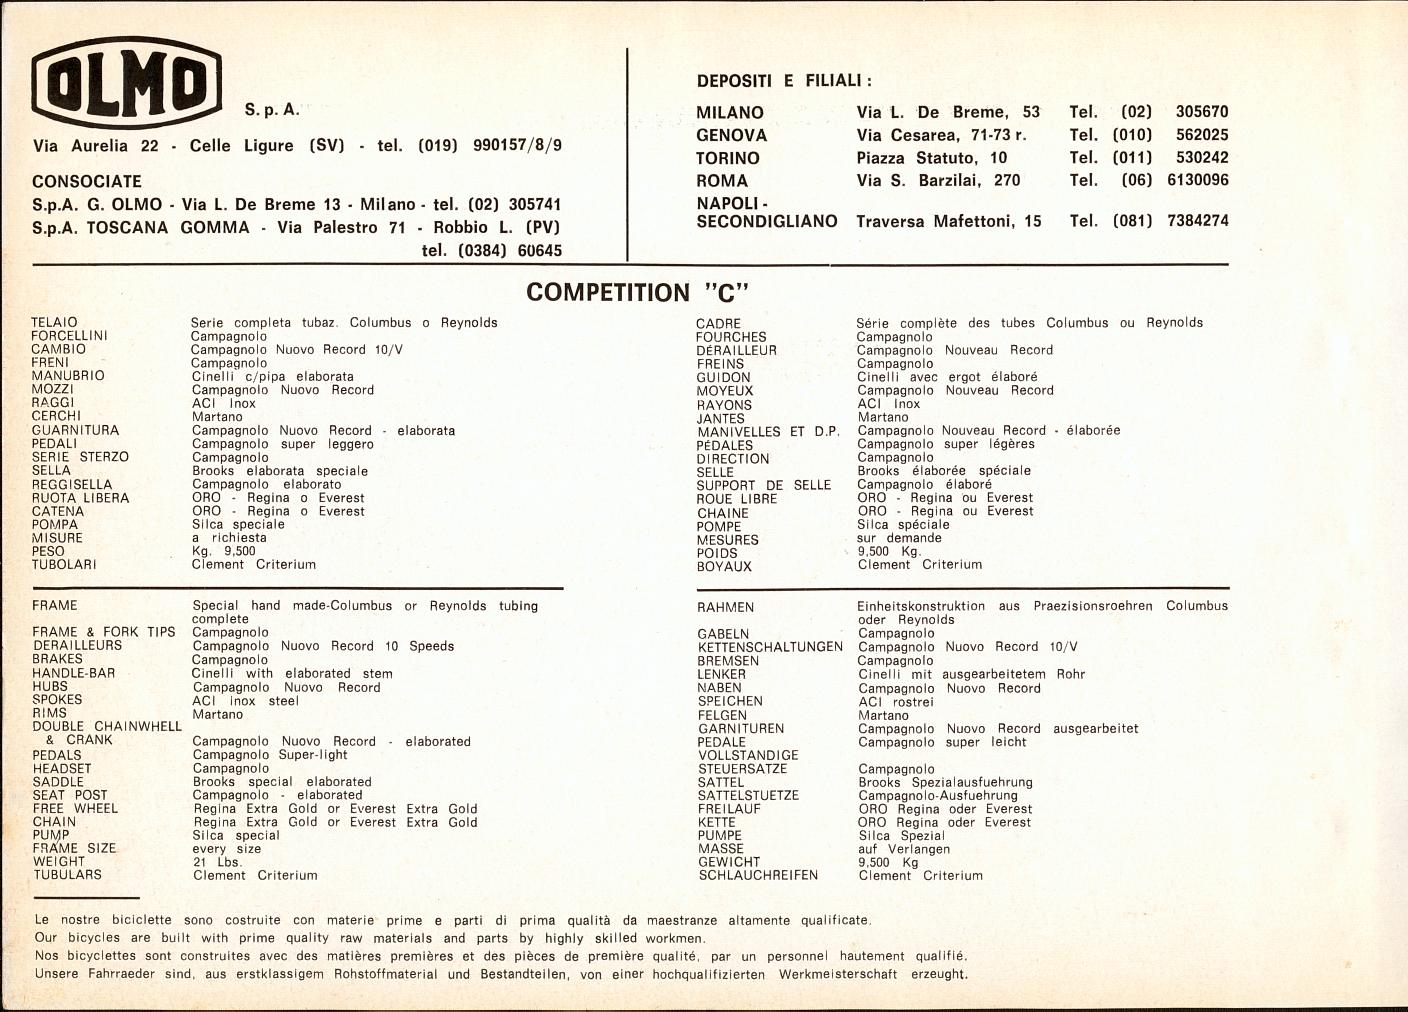 OLMO S.p.A.
Via Aurelia 22 - Celle Ligure (SV) - tel. (019) 990157/8/9
CONSOCIATE
S.p.A. G. OLMO - Via L. De Breme 13 - Milano - tel. (02) 305741
S.p.A. TOSCANA GOMMA - Via Palestro 71 - Robbio L. (PV)
tel. (0384) 60645
DEPOSITI E FILIALI :
MILANO Via L. De Breme, 53 Tel. (02) 305670
GENOVA Via Cesarea, 71-73 r. Tel. (010) 562025
TORINO Piazza Statuto, 10 Tel. (011) 530242
ROMA Via S. Barzilai, 270 Tel. (06) 6130096
NAPOLI -
SECONDIGLIANO Traversa Mafettoni, 15 Tel. (081) 7384274
COMPETITION "C"
TELAIO Serie completa tubaz. Columbus o Reynolds
FORCELLINI Campagnolo
CAMBIO Campagnolo Nuovo Record 10/V
FRENI Campagnolo
MANUBRIO Cinelli c/pipa elaborata
MOZZI Campagnolo Nuovo Record
RAGGI ACI Inox
CERCHI Martano
GUARNITURA Campagnolo Nuovo Record - elaborata
PEDALI Campagnolo super leggero
SERIE STERZO Campagnolo
SELLA Brooks elaborata speciale
REGGISELLA Campagnolo elaborato
RUOTA LIBERA ORO - Regina o Everest
CATENA ORO - Regina o Everest
POMPA Silca speciale
MISURE a richiesta
PESO Kg. 9,500
TUBOLARI Clement Criterium
CADRE Série complète des tubes Columbus ou Reynolds
FOURCHES Campagnolo
DÉRAILLEUR Campagnolo Nouveau Record
FREINS Campagnolo
GUIDON Cinelli avec ergot élaboré
MOYEUX Campagnolo Nouveau Record
RAYONS ACI Inox
JANTES Martano
MANIVELLES ET D.P. Campagnolo Nouveau Record - élaborée
PÉDALES Campagnolo super légères
DIRECTION Campagnolo
SELLE Brooks élaborée spéciale
SUPPORT DE SELLE Campagnolo élaboré
ROUE LIBRE ORO - Regina ou Everest
CHAINE ORO - Regina ou Everest
POMPE Silca spéciale
MESURES sur demande
POIDS 9,500 Kg.
BOYAUX Clement Criterium
FRAME Special hand made-Columbus or Reynolds tubing
complete
FRAME & FORK TIPS Campagnolo
DERAILLEURS Campagnolo Nuovo Record 10 Speeds
BRAKES Campagnolo
HANDLE-BAR Cinelli with elaborated stem
HUBS Campagnolo Nuovo Record
SPOKES ACI inox steel
RIMS Martano
DOUBLE CHAINWHELL
& CRANK Campagnolo Nuovo Record - elaborated
PEDALS Campagnolo Super-light
HEADSET Campagnolo
SADDLE Brooks special elaborated
SEAT POST Campagnolo - elaborated
FREE WHEEL Regina Extra Gold or Everest Extra Gold
CHAIN Regina Extra Gold or Everest Extra Gold
PUMP Silca special
FRAME SIZE every size
WEIGHT 21 Lbs.
TUBULARS Clement Criterium
RAHMEN Einheitskonstruktion aus Praezisionsroehren Columbus
oder Reynolds
GABELN Campagnolo
KETTENSCHALTUNGEN Campagnolo Nuovo Record 10/V
BREMSEN Campagnolo
LENKER Cinelli mit ausgearbeitetem Rohr
NABEN Campagnolo Nuovo Record
SPEICHEN ACI rostrei
FELGEN Martano
GARNITUREN Campagnolo Nuovo Record ausgearbeitet
PEDALE Campagnolo super leicht
VOLLSTANDIGE
STEUERSATZE Campagnolo
SATTEL Brooks Spezialausfuehrung
SATTELSTUETZE Campagnolo-Ausfuehrung
FREILAUF ORO Regina oder Everest
KETTE ORO Regina oder Everest
PUMPE Silca Spezial
MASSE auf Verlangen
GEWICHT 9,500 Kg
SCHLAUCHREIFEN Clement Criterium
Le nostre biciclette sono costruite con materie prime e parti di prima qualità da maestranze altamente qualificate.
Our bicycles are built with prime quality raw materials and parts by highly skilled workmen.
Nos bicyclettes sont construites avec des matières premières et des pièces de première qualité, par un personnel hautement qualifié.
Unsere Fahrraeder sind, aus erstklassigem Rohstoffmaterial und Bestandteilen, von einer hochqualifizierten Werkmeisterschaft erzeught.